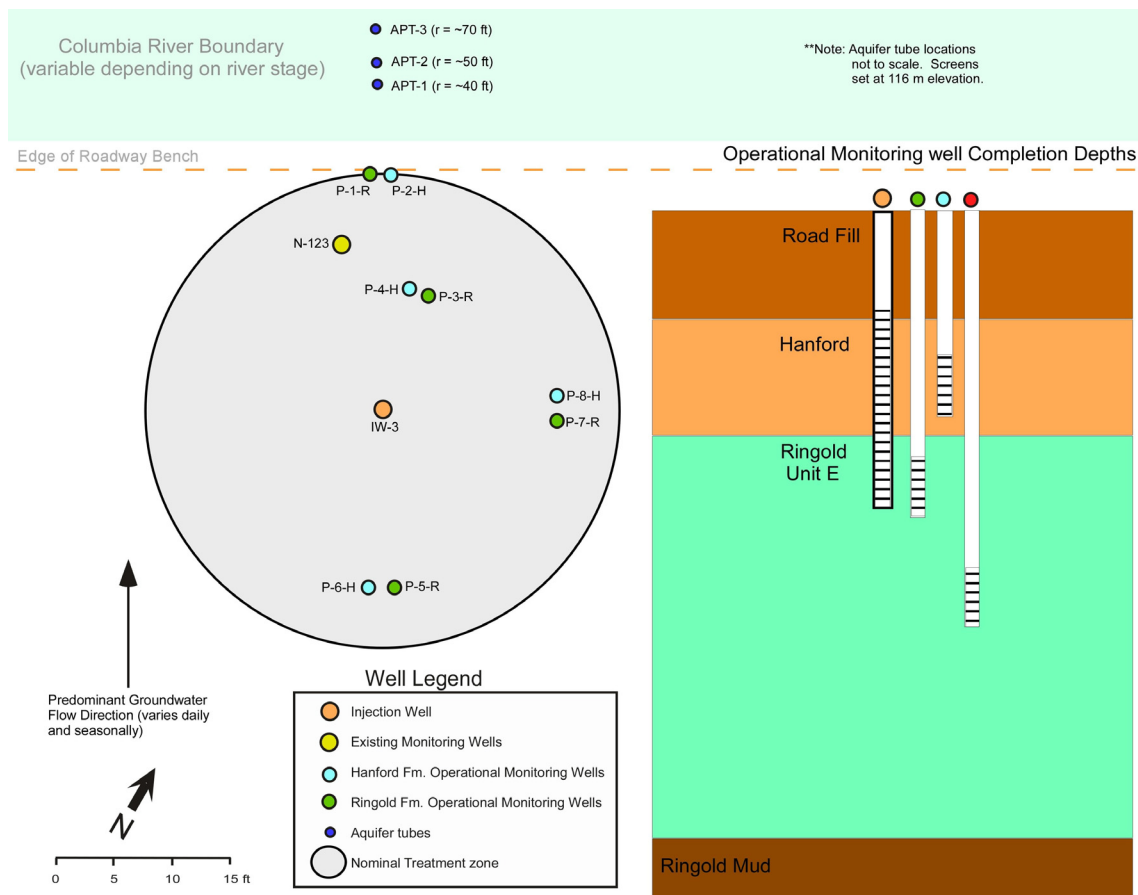 Columbia River Boundary
(variable depending on river stage)
APT-3 (r = ~70 ft)
APT-2 (r = ~50 ft)
APT-1 (r = ~40 ft)
**Note: Aquifer tube locations
not to scale. Screens
set at 116 m elevation.
Edge of Roadway Bench
Operational Monitoring well Completion Depths
P-1-R
P-2-H
N-123
P-4-H
P-3-R
P-8-H
P-7-R
IW-3
P-6-H
P-5-R
Road Fill
Hanford
Ringold
Unit E
Ringold Mud
Predominant Groundwater
Flow Direction (varies daily
and seasonally)
N
0 5 10 15 ft
Well Legend
Injection Well
Existing Monitoring Wells
Hanford Fm. Operational Monitoring Wells
Ringold Fm. Operational Monitoring Wells
Aquifer tubes
Nominal Treatment zone